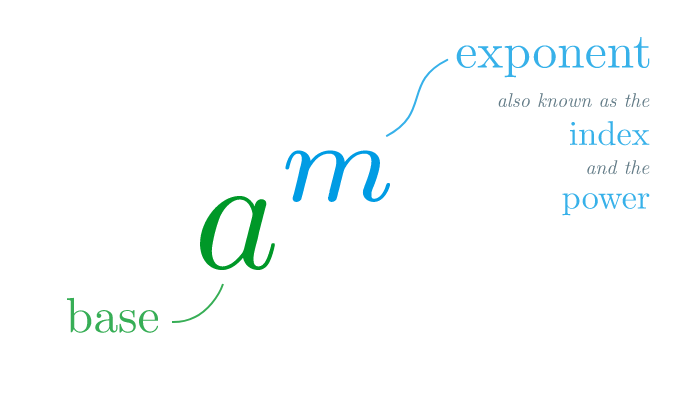 exponent
also known as the
index
and the
power
a^m
base